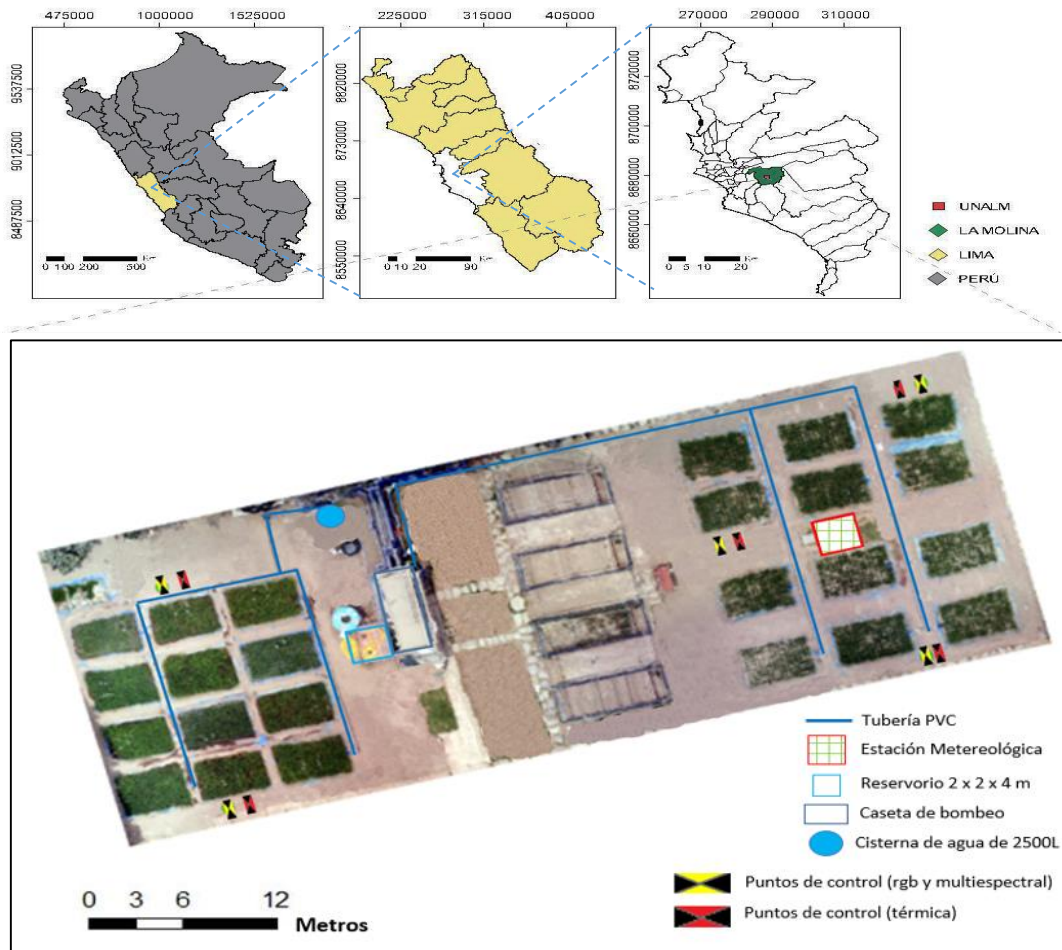 475000 1000000 1525000
225000 315000 405000
270000 290000 310000
9537500
9012500
8487500
8820000
8730000
8640000
8550000
8720000
8700000
8680000
8660000
0 100 200 500 Km
0 10 20 90 Km
0 5 10 20 Km
UNALM
LA MOLINA
LIMA
PERÚ
Tubería PVC
Estación Metereológica
Reservorio 2 x 2 x 4 m
Caseta de bombeo
Cisterna de agua de 2500L
Puntos de control (rgb y multiespectral)
Puntos de control (térmica)
0 3 6 12
Metros